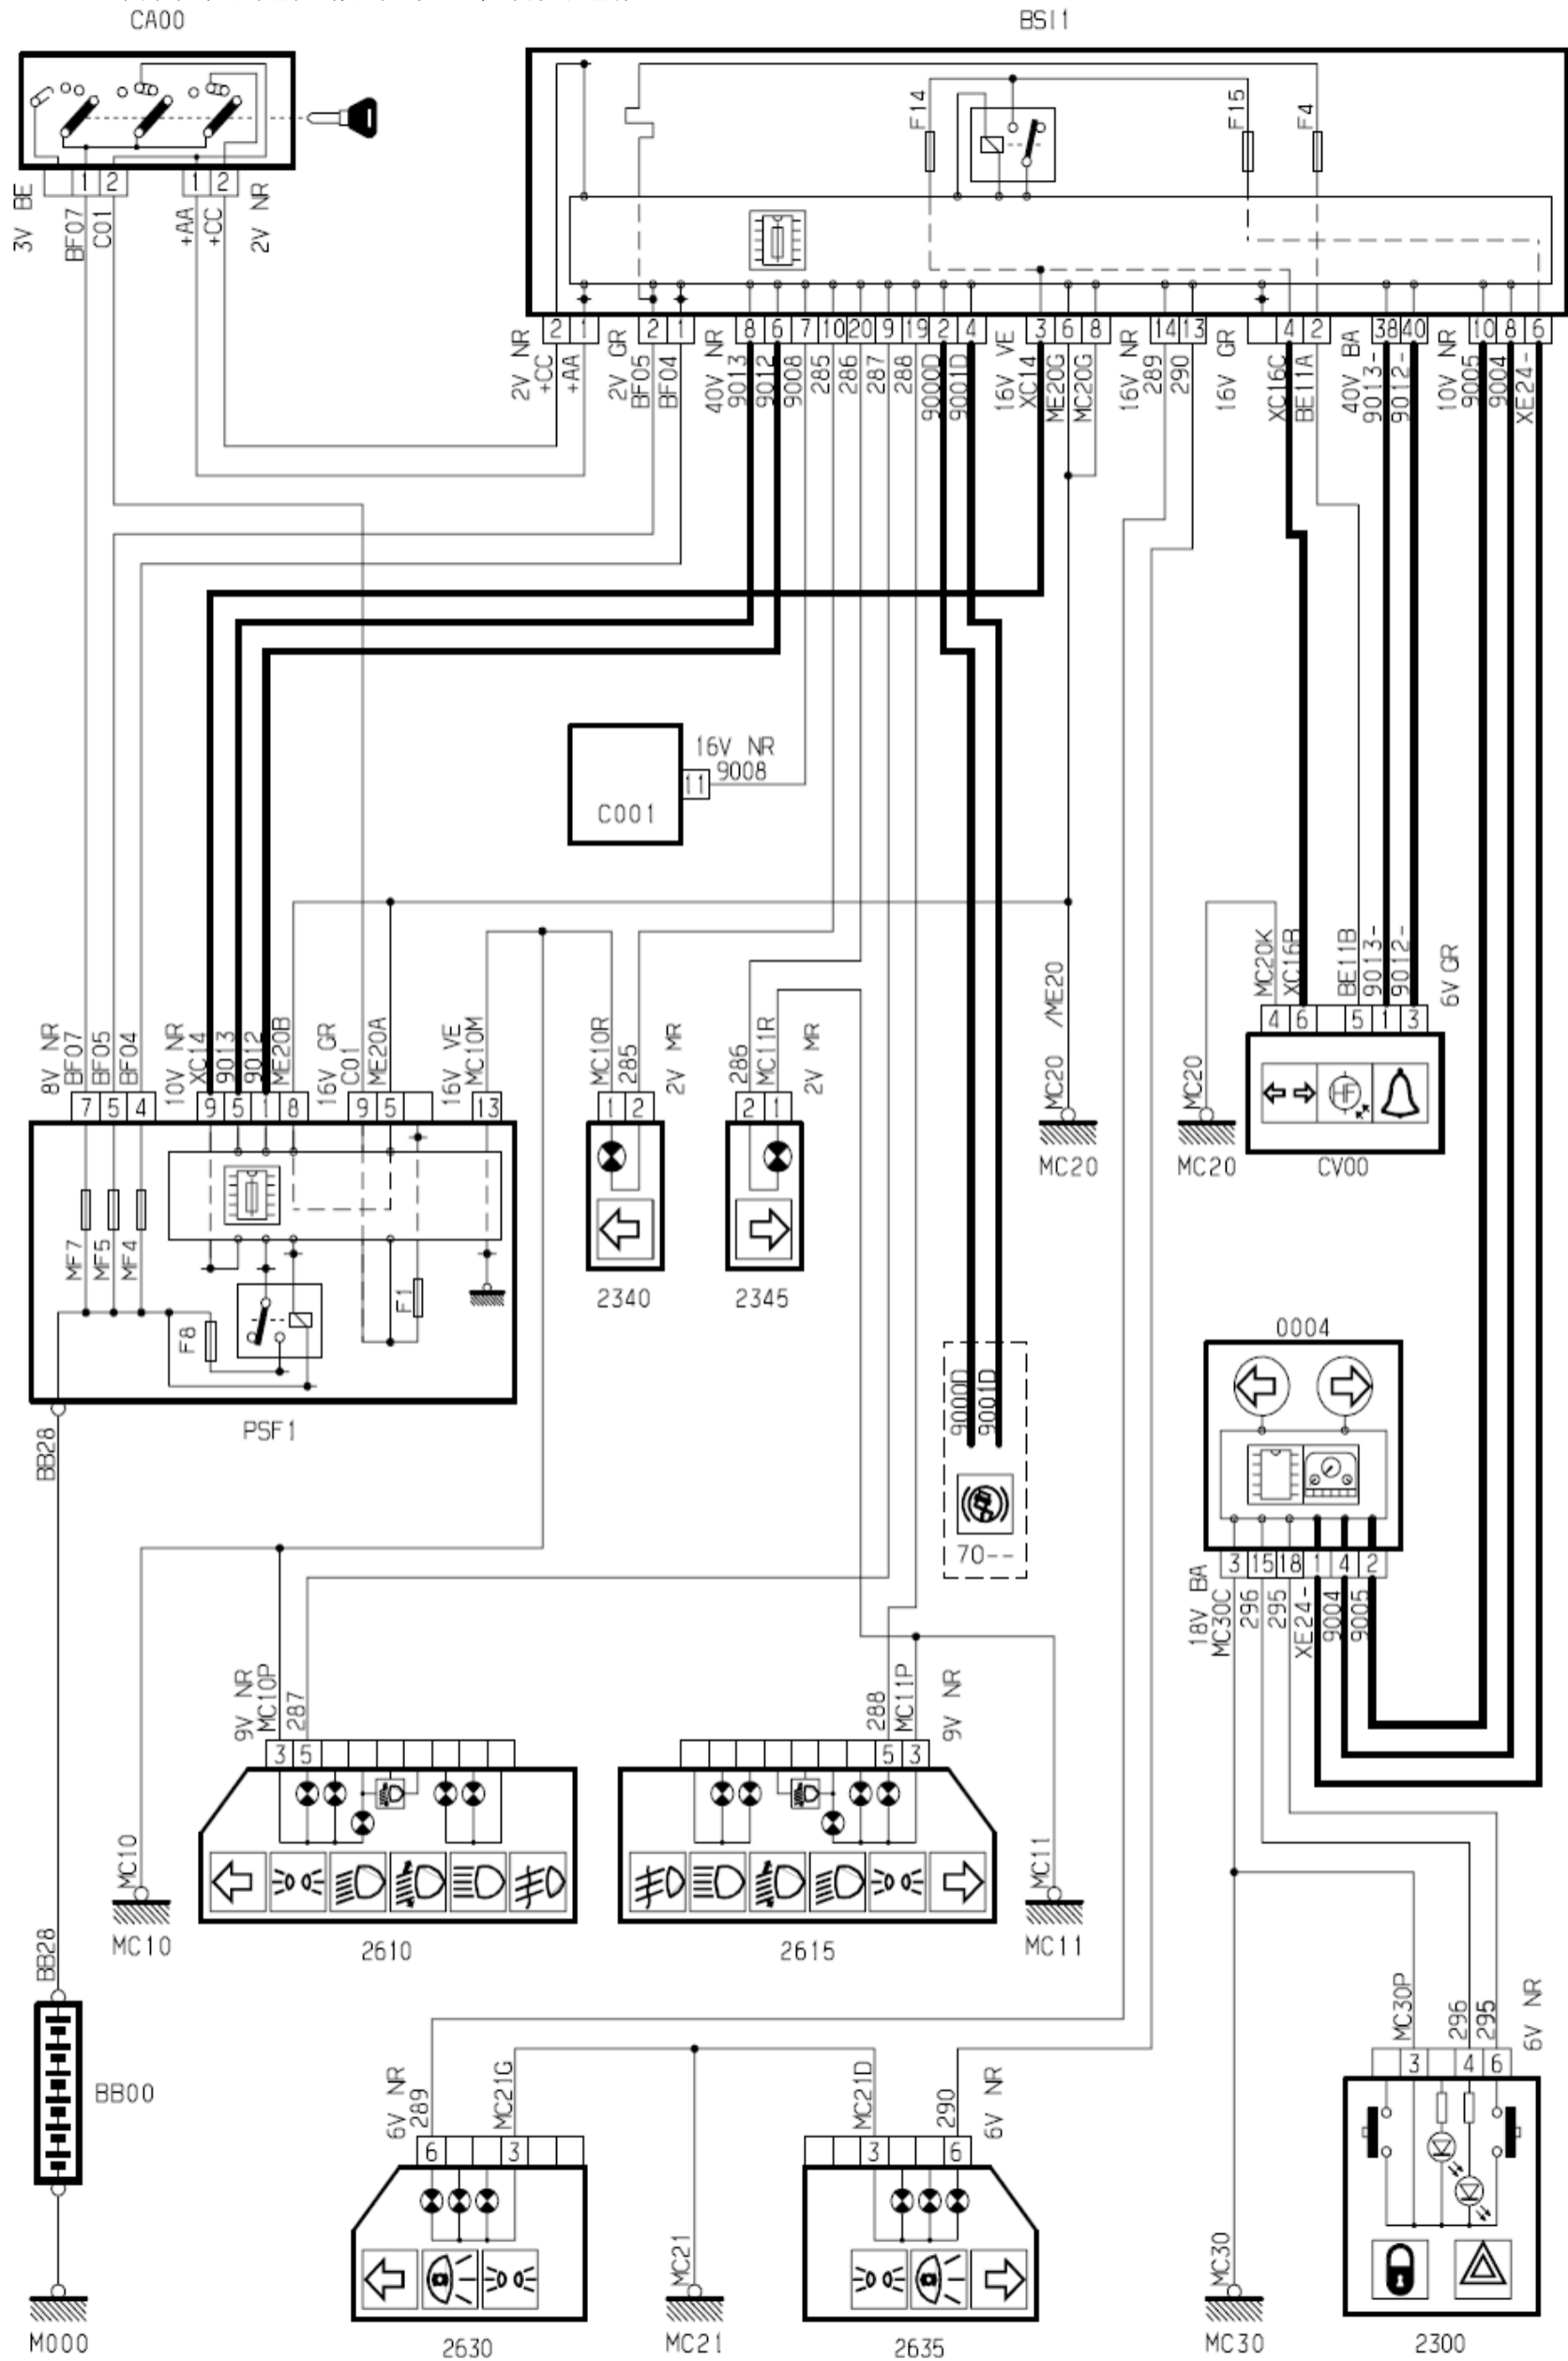 CA00
BSI1
F14
F15
F4
1 2 1 2
3V BE
BF07
C01
+AA
+CC
2V NR
2 1 2 1 8 6 7 10 20 9 19 2 4 3 6 8 14 13 4 2 38 40 10 8 6
2V NR
+CC
+AA
2V GR
BF05
BF04
40V NR
9013
9012
9008
285
286
287
288
9000D
9001D
16V VE
XC14
ME20G
MC20G
16V NR
289
290
16V GR
XC16C
BE11A
40V BA
9013-
9012-
10V NR
9005
9004
XE24-
16V NR
9008
11
C001
8V NR
BF07
BF05
BF04
10V NR
XC14
9013
9012
ME20B
16V GR
C01
ME20A
16V VE
MC10M
MC10R
285
2V MR
286
MC11R
2V MR
MC20 /ME20
MC20
MC20K
XC16B
BE11B
9013-
9012-
6V GR
7 5 4 9 5 1 8 9 5 13
1 2
2 1
4 6 5 1 3
MC20
MC20
CV00
MF7
MF5
MF4
F8
F1
2340
2345
PSF1
BB28
9000D
9001D
70--
0004
3 15 18 1 4 2
18V BA
MC30C
296
295
XE24-
9004
9005
9V NR
MC10P
287
288
MC11P
9V NR
3 5
5 3
MC10
MC11
MC10
2610
2615
MC11
BB28
BB00
6V NR
289
MC21G
MC21D
290
6V NR
MC30P
296
295
6V NR
3 4 6
6 3
3 6
MC21
MC30
M000
2630
MC21
2635
MC30
2300